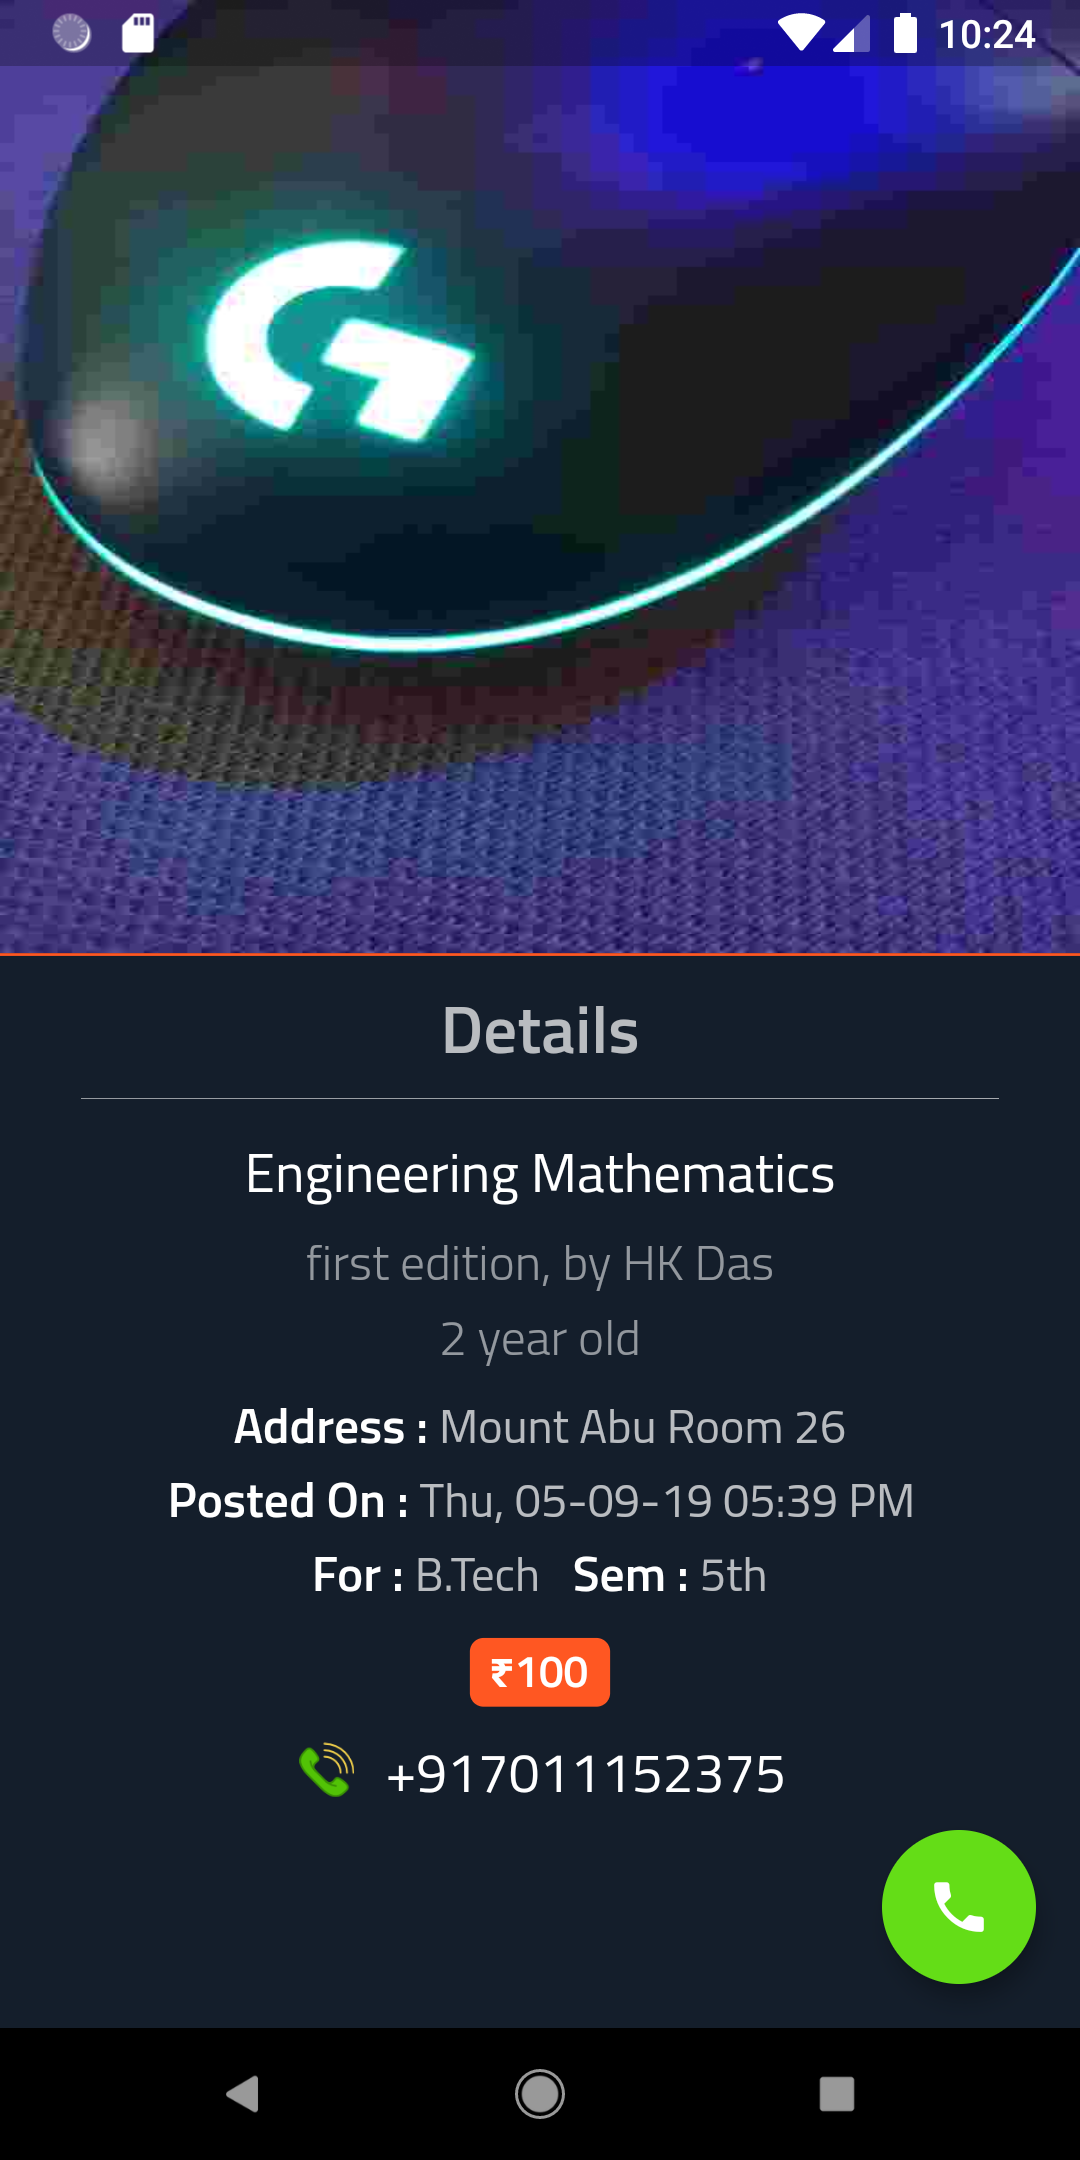 10:24
G
Details
Engineering Mathematics
first edition, by HK Das
2 year old
Address : Mount Abu Room 26
Posted On : Thu, 05-09-19 05:39 PM
For : B.Tech Sem : 5th
₹100
+917011152375